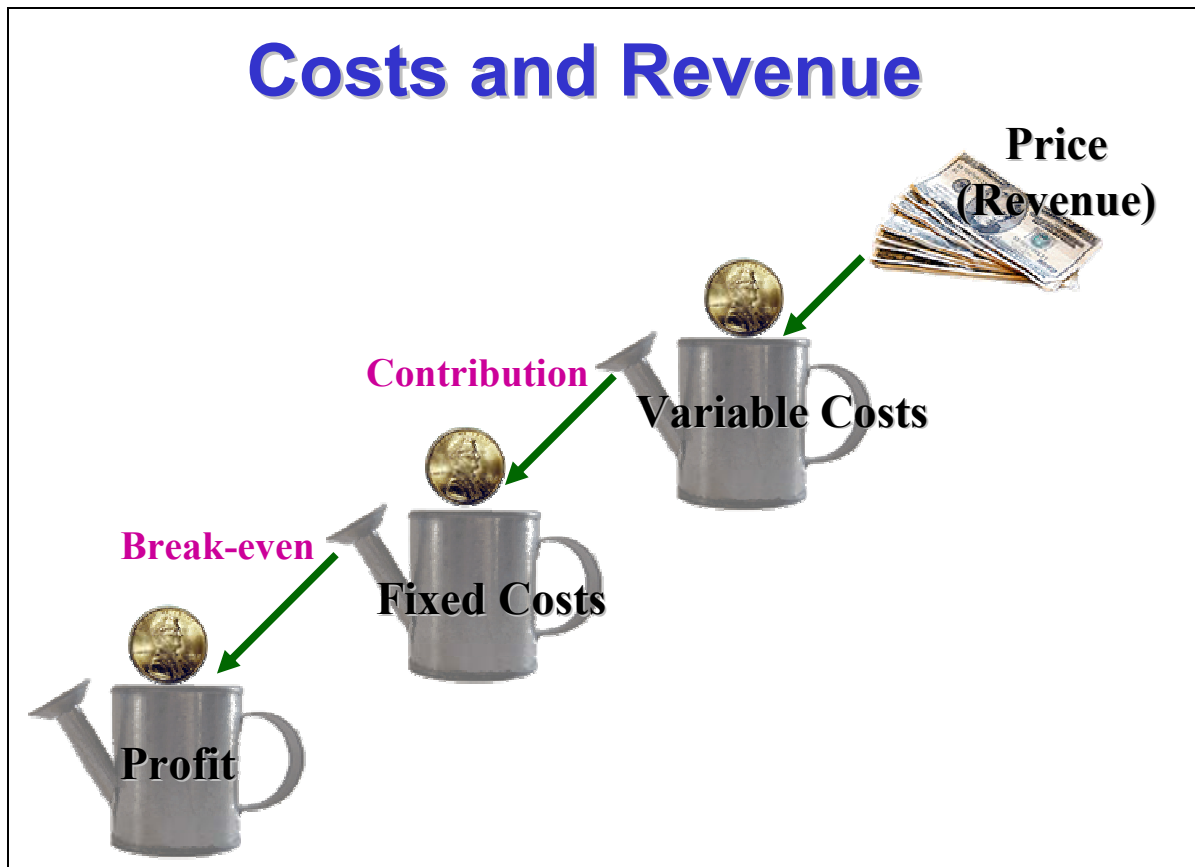 Costs and Revenue
Price
(Revenue)
Contribution
Variable Costs
Break-even
Fixed Costs
Profit